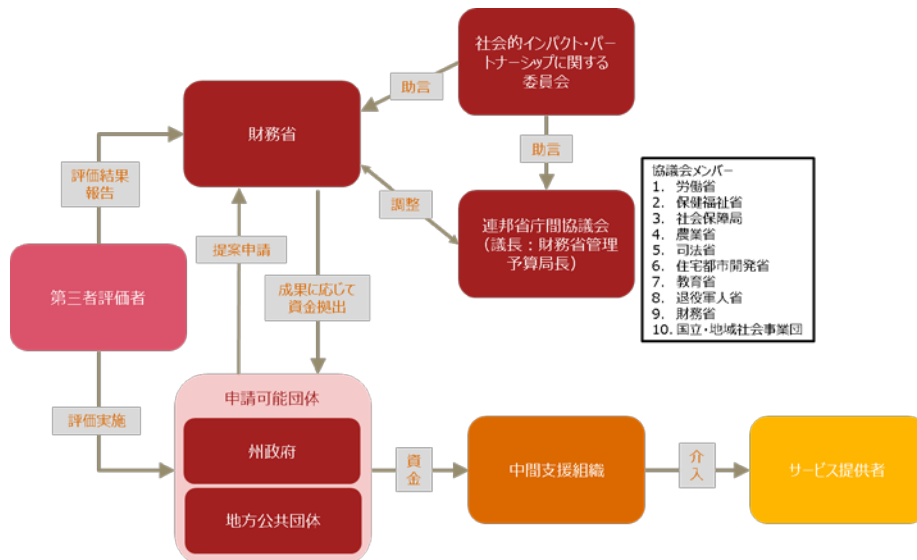 社会的インパクト・パー
トナーシップに関する
委員会
助言
財務省
助言
評価結果
報告
調整
協議会メンバー
1. 労働省
2. 保健福祉省
3. 社会保障局
4. 農業省
5. 司法省
6. 住宅都市開発省
7. 教育省
8. 退役軍人省
9. 財務省
10. 国立・地域社会事業団
連邦省庁間協議会
（議長：財務省管理
予算局長）
提案申請
第三者評価者
成果に応じて
資金拠出
申請可能団体
評価実施
州政府
地方公共団体
資
金
中間支援組織
介
入
サービス提供者